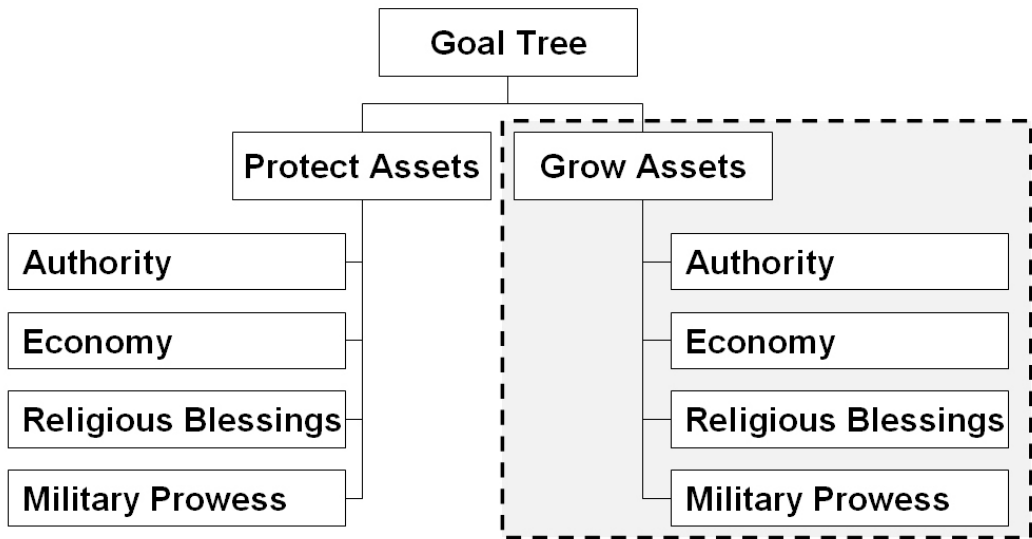 Goal Tree
Protect Assets
Authority
Economy
Religious Blessings
Military Prowess
Grow Assets
Authority
Economy
Religious Blessings
Military Prowess